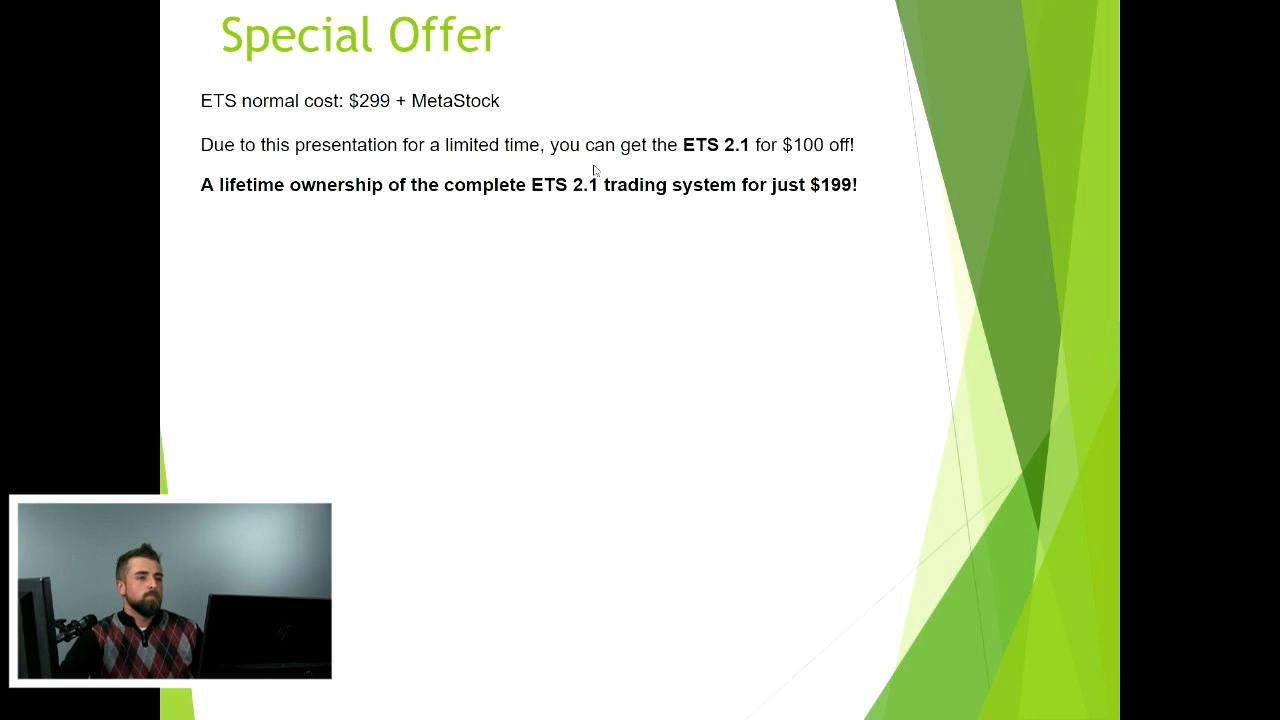 Special Offer
ETS normal cost: $299 + MetaStock
Due to this presentation for a limited time, you can get the ETS 2.1 for $100 off!
A lifetime ownership of the complete ETS 2.1 trading system for just $199!